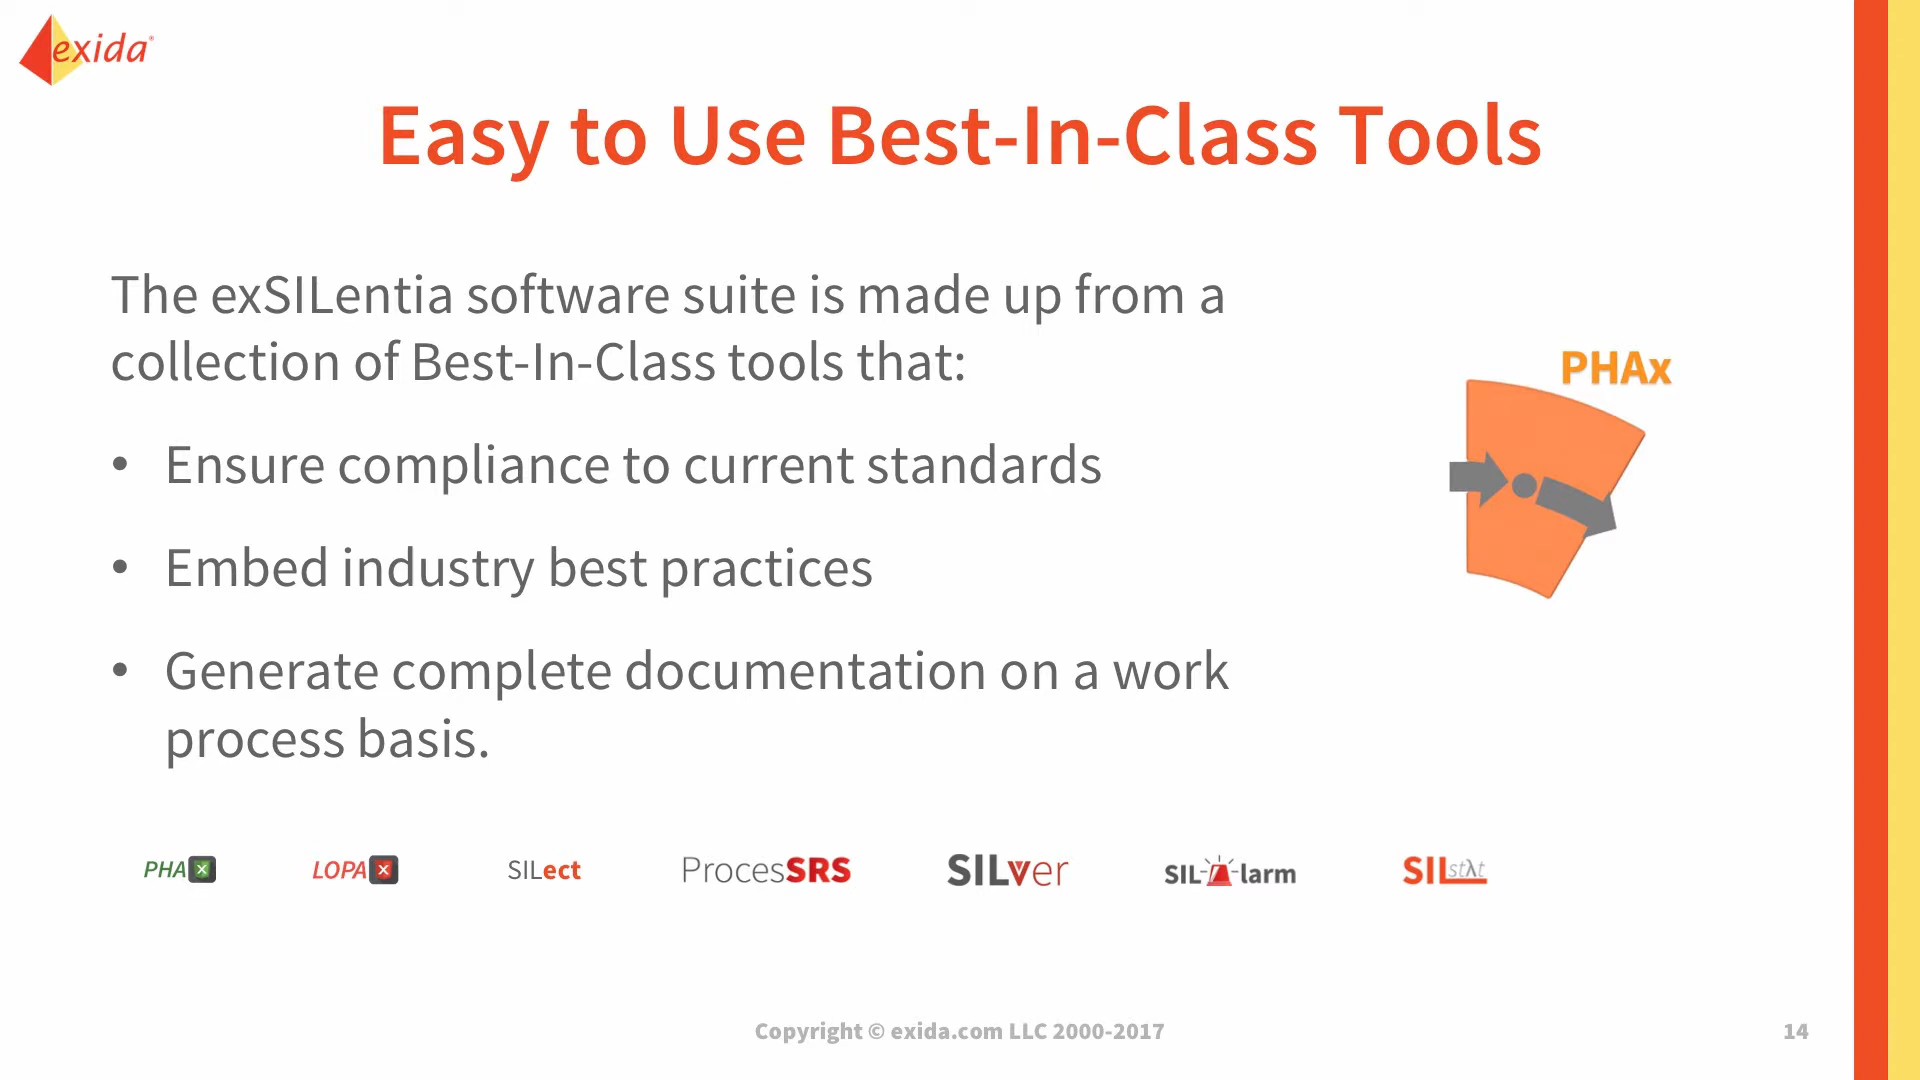 exida®
Easy to Use Best-In-Class Tools
The exSILentia software suite is made up from a
collection of Best-In-Class tools that:
• Ensure compliance to current standards
• Embed industry best practices
• Generate complete documentation on a work
process basis.
PHAx
PHA x LOPA x SILect ProcesSRS SILver SIL-larm SILstλt
Copyright © exida.com LLC 2000-2017 14